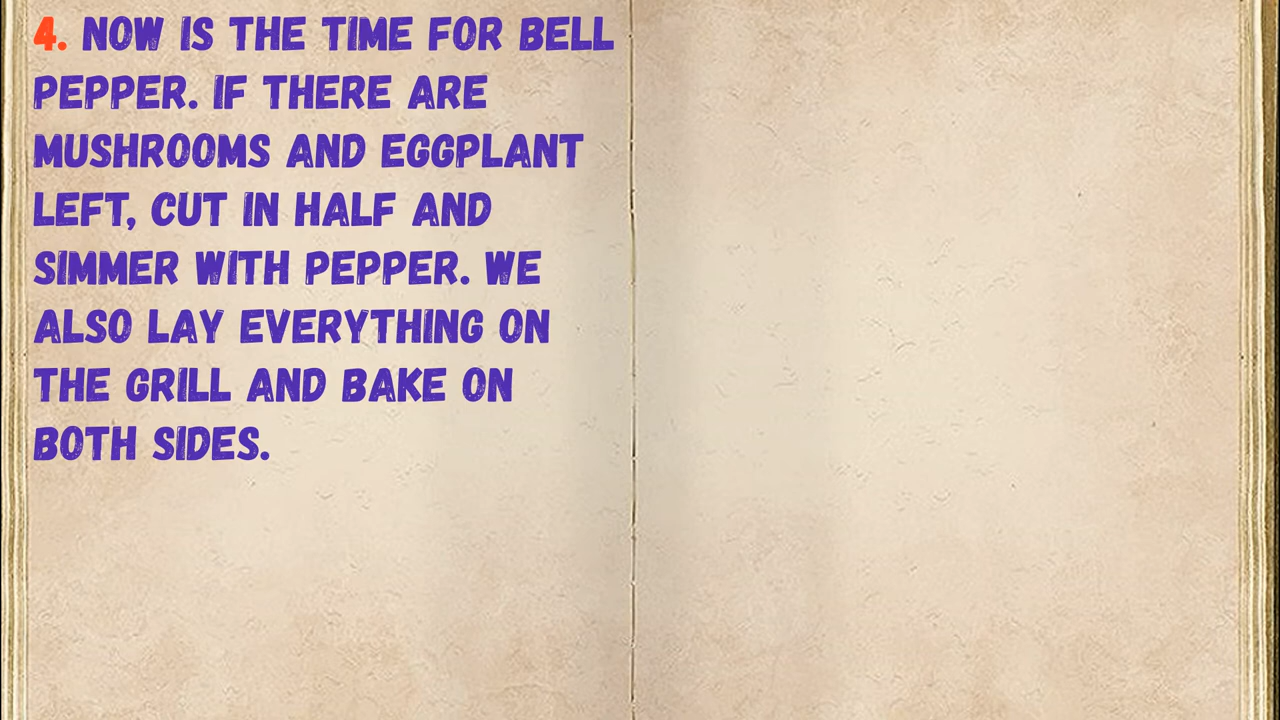 4. NOW IS THE TIME FOR BELL
PEPPER. IF THERE ARE
MUSHROOMS AND EGGPLANT
LEFT, CUT IN HALF AND
SIMMER WITH PEPPER. WE
ALSO LAY EVERYTHING ON
THE GRILL AND BAKE ON
BOTH SIDES.